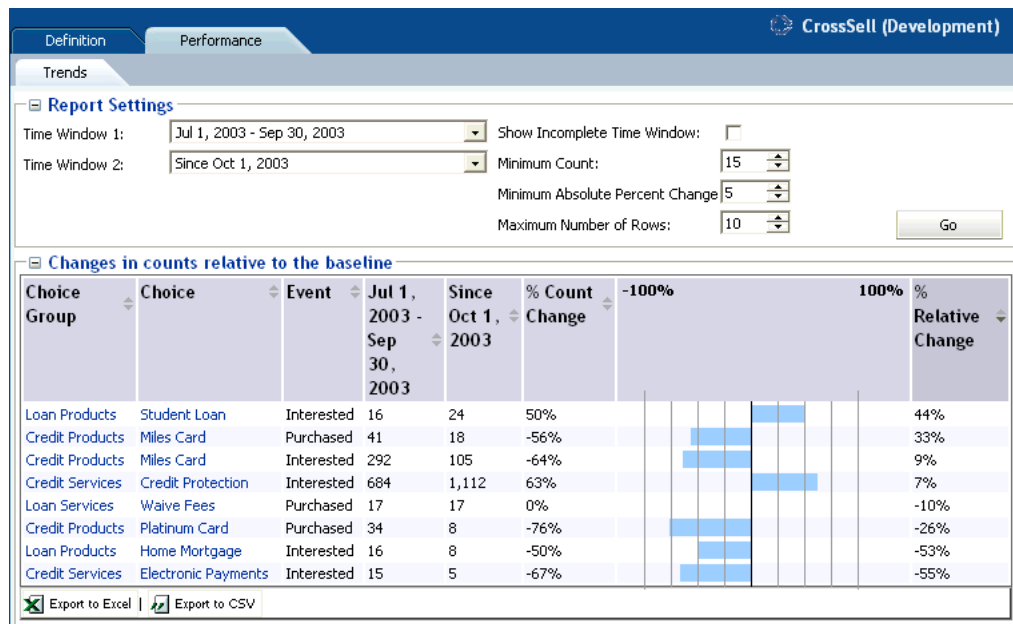 CrossSell (Development)
Definition
Performance
Trends
Report Settings
Time Window 1: Jul 1, 2003 - Sep 30, 2003 Show Incomplete Time Window:
Time Window 2: Since Oct 1, 2003 Minimum Count: 15
Minimum Absolute Percent Change 5
Maximum Number of Rows: 10 Go
Changes in counts relative to the baseline
Choice Group Choice Event Jul 1, 2003 - Sep 30, 2003 Since Oct 1, 2003 % Count Change -100% 100% % Relative Change
Loan Products Student Loan Interested 16 24 50% 44%
Credit Products Miles Card Purchased 41 18 -56% 33%
Credit Products Miles Card Interested 292 105 -64% 9%
Credit Services Credit Protection Interested 684 1,112 63% 7%
Loan Services Waive Fees Purchased 17 17 0% -10%
Credit Products Platinum Card Purchased 34 8 -76% -26%
Loan Products Home Mortgage Interested 16 8 -50% -53%
Credit Services Electronic Payments Interested 15 5 -67% -55%
Export to Excel | Export to CSV